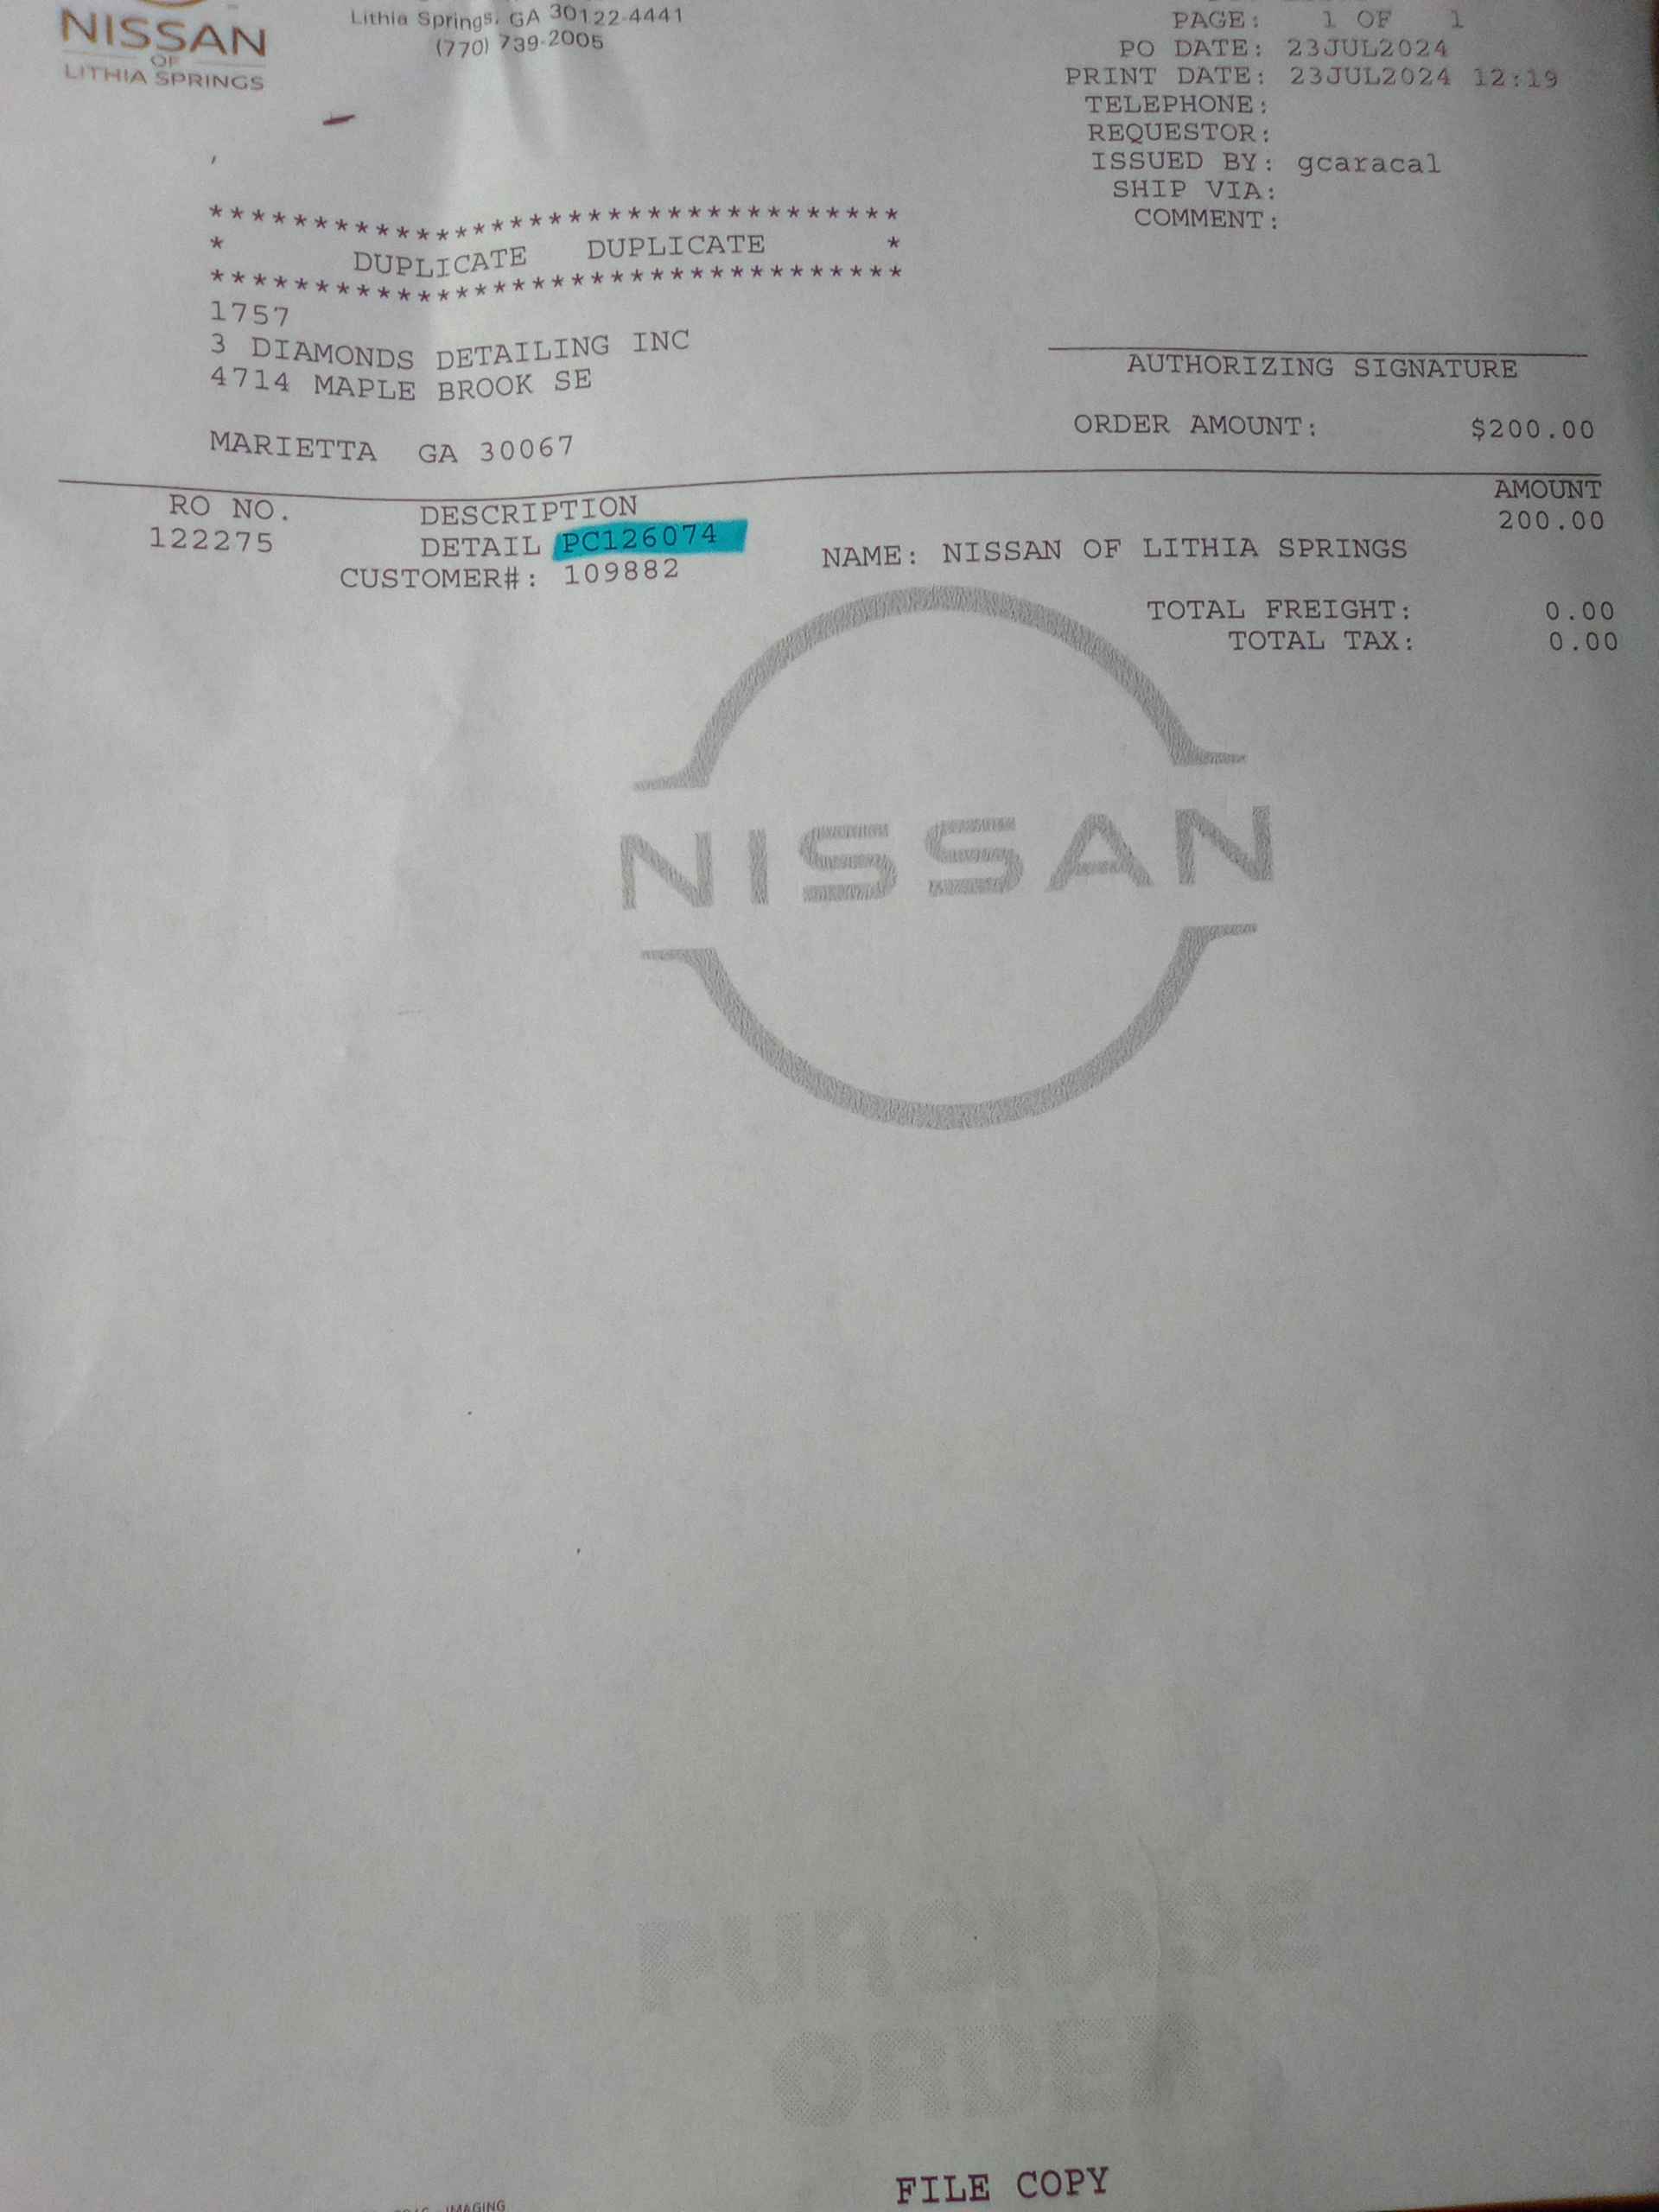 NISSAN
OF
LITHIA SPRINGS
Lithia Springs, GA 30122-4441
(770) 739-2005
PAGE: 1 OF 1
PO DATE: 23JUL2024
PRINT DATE: 23JUL2024 12:19
TELEPHONE:
REQUESTOR:
ISSUED BY: gcaracal
SHIP VIA:
COMMENT:
**********************************
* DUPLICATE DUPLICATE *
**********************************
1757
3 DIAMONDS DETAILING INC
4714 MAPLE BROOK SE
MARIETTA GA 30067
AUTHORIZING SIGNATURE
ORDER AMOUNT: $200.00
RO NO. DESCRIPTION AMOUNT
122275 DETAIL PC126074 200.00
CUSTOMER#: 109882 NAME: NISSAN OF LITHIA SPRINGS
TOTAL FREIGHT: 0.00
TOTAL TAX: 0.00
NISSAN
PURCHASE
ORDER
FILE COPY
IMAGING